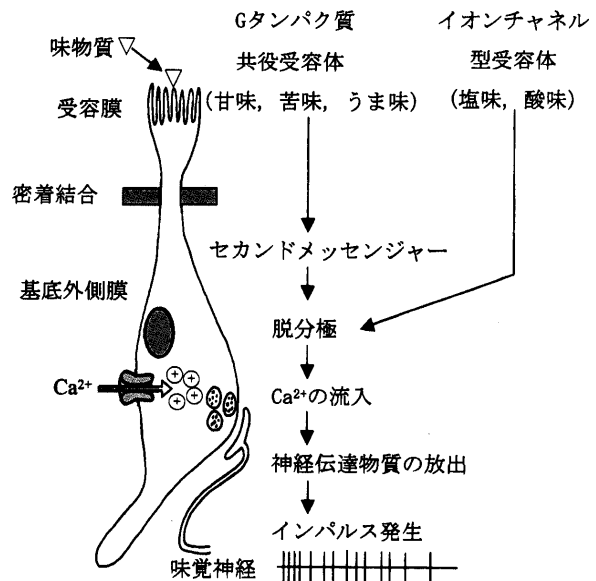 味物質
受容膜
密着結合
基底外側膜
Ca²⁺
味覚神経
Gタンパク質
共役受容体
(甘味，苦味，うま味)
イオンチャネル
型受容体
(塩味，酸味)
セカンドメッセンジャー
脱分極
Ca²⁺の流入
神経伝達物質の放出
インパルス発生